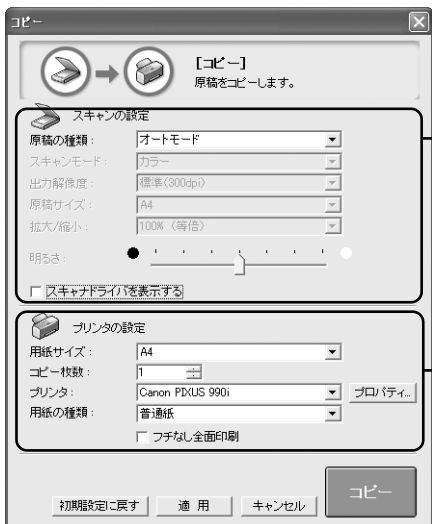 コピー
[コピー]
原稿をコピーします。
スキャンの設定
原稿の種類: オートモード
スキャンモード: カラー
出力解像度: 標準(300dpi)
原稿サイズ: A4
拡大/縮小: 100% (等倍)
明るさ:
スキャナドライバを表示する
プリンタの設定
用紙サイズ: A4
コピー枚数: 1
プリンタ: Canon PIXUS 990i プロパティ...
用紙の種類: 普通紙
フチなし全面印刷
初期設定に戻す 適 用 キャンセル コピー